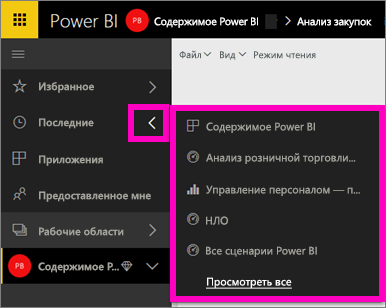 Power BI PB Содержимое Power BI > Анализ закупок
Файл Вид Режим чтения
Избранное
Последние
Приложения
Предоставленное мне
Рабочие области
PB Содержимое P...
Содержимое Power BI
Анализ розничной торговли...
Управление персоналом — п...
НЛО
Все сценарии Power BI
Просмотреть все